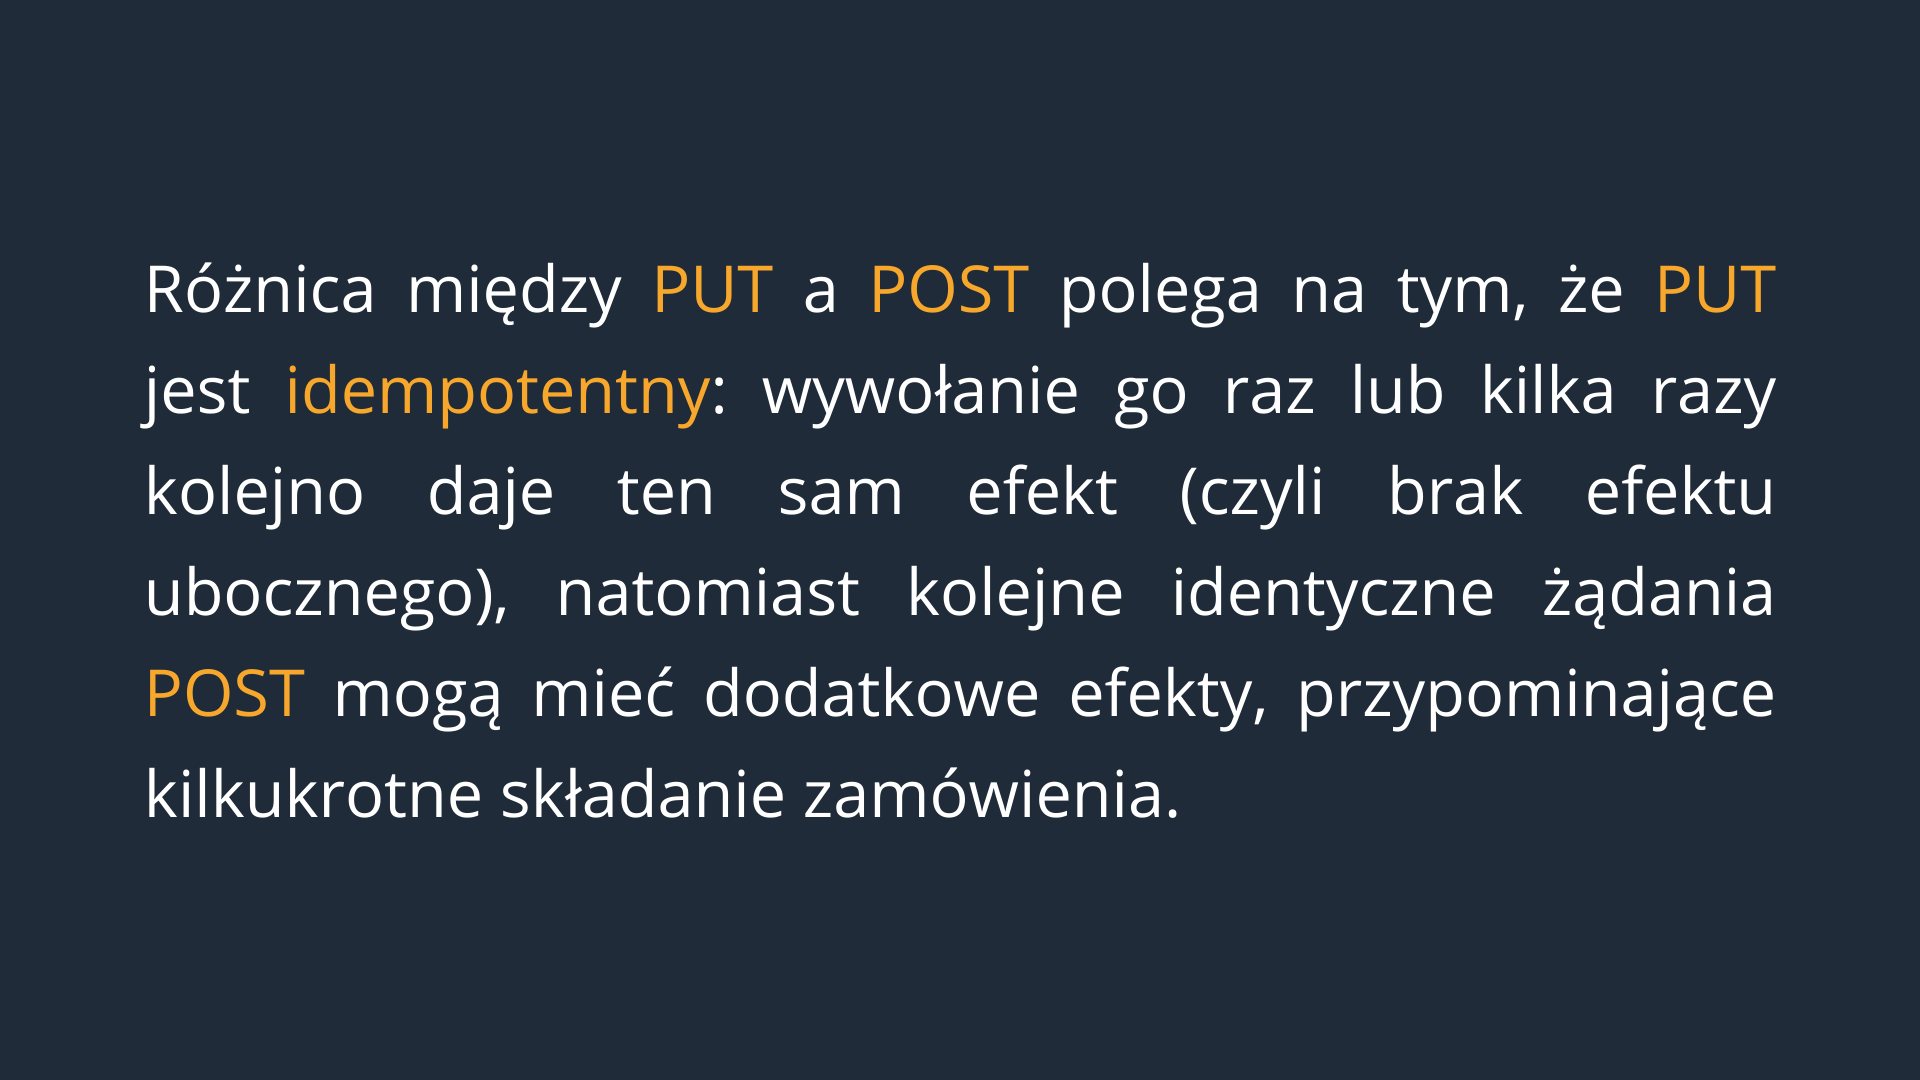 Różnica między PUT a POST polega na tym, że PUT
jest idempotentny: wywołanie go raz lub kilka razy
kolejno daje ten sam efekt (czyli brak efektu
ubocznego), natomiast kolejne identyczne żądania
POST mogą mieć dodatkowe efekty, przypominające
kilkukrotne składanie zamówienia.